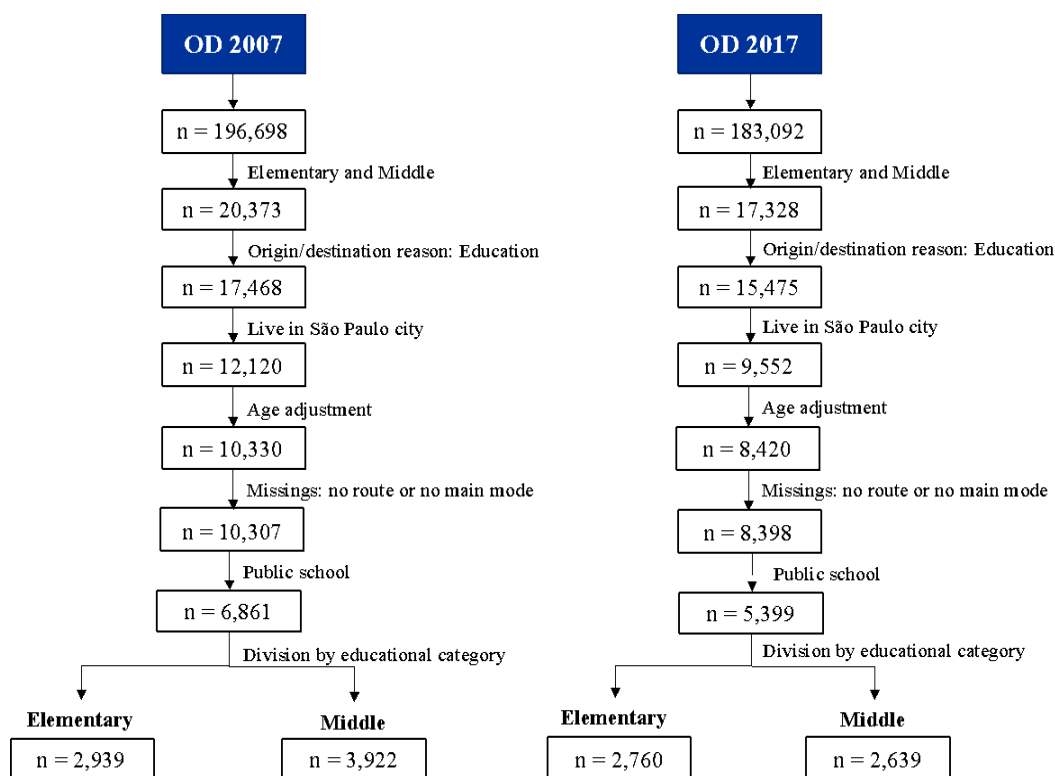 OD 2007
n = 196,698
Elementary and Middle
n = 20,373
Origin/destination reason: Education
n = 17,468
Live in São Paulo city
n = 12,120
Age adjustment
n = 10,330
Missings: no route or no main mode
n = 10,307
Public school
n = 6,861
Division by educational category
Elementary
n = 2,939
Middle
n = 3,922
OD 2017
n = 183,092
Elementary and Middle
n = 17,328
Origin/destination reason: Education
n = 15,475
Live in São Paulo city
n = 9,552
Age adjustment
n = 8,420
Missings: no route or no main mode
n = 8,398
Public school
n = 5,399
Division by educational category
Elementary
n = 2,760
Middle
n = 2,639